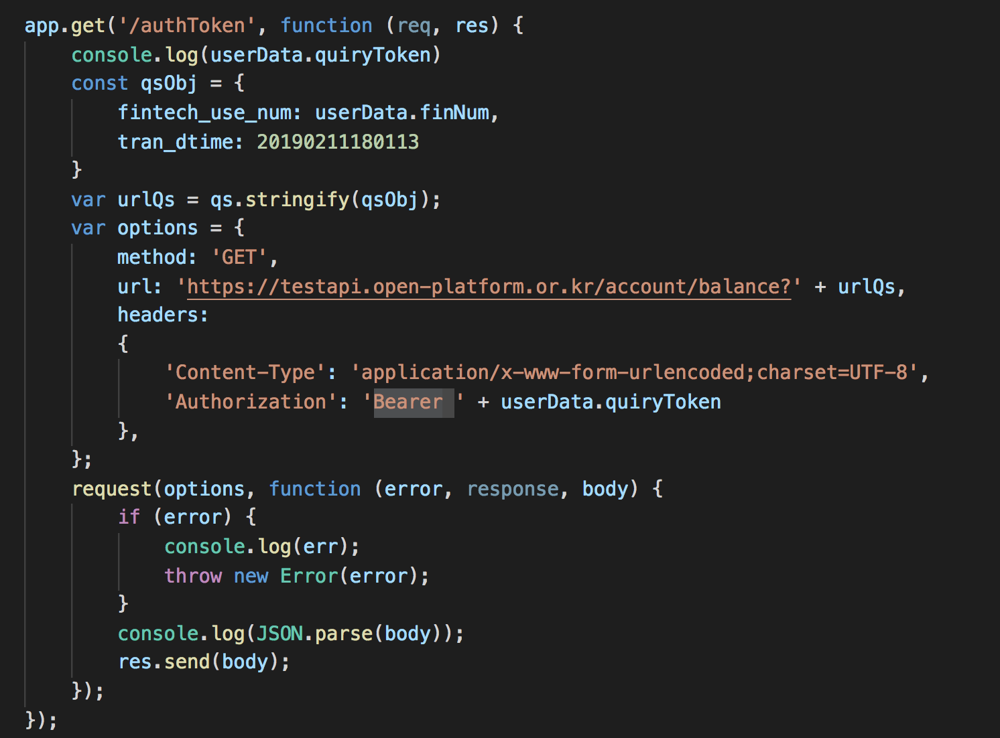 app.get('/authToken', function (req, res) {
    console.log(userData.quiryToken)
    const qsObj = {
        fintech_use_num: userData.finNum,
        tran_dtime: 20190211180113
    }
    var urlQs = qs.stringify(qsObj);
    var options = {
        method: 'GET',
        url: 'https://testapi.open-platform.or.kr/account/balance?' + urlQs,
        headers:
        {
            'Content-Type': 'application/x-www-form-urlencoded;charset=UTF-8',
            'Authorization': 'Bearer ' + userData.quiryToken
        },
    };
    request(options, function (error, response, body) {
        if (error) {
            console.log(err);
            throw new Error(error);
        }
        console.log(JSON.parse(body));
        res.send(body);
    });
});